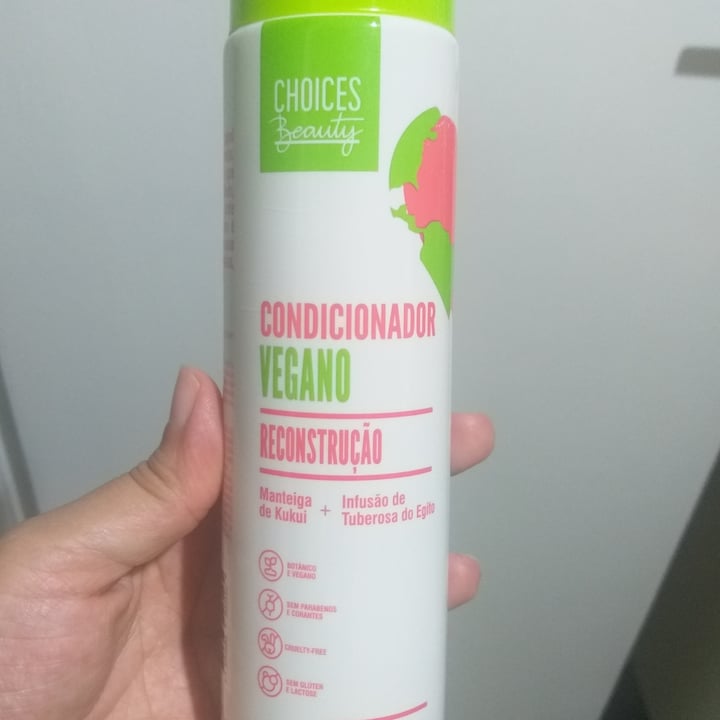 CHOICES
Beauty
CONDICIONADOR
VEGANO
RECONSTRUÇÃO
Manteiga
de Kukui
+
Infusão de
Tuberosa do Egito
BOTÂNICO
E VEGANO
SEM PARABENOS
E CORANTES
CRUELTY-FREE
SEM GLÚTEN
E LACTOSE